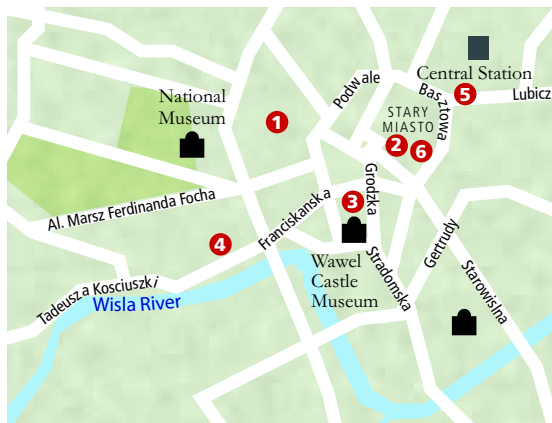 Central Station
Podwale
Basztowa
5
Lubicz
National
Museum
1
STARY
MIASTO
2
6
Grodzka
3
Al. Marsz Ferdinanda Focha
Franciskanska
4
Gertrudy
Stradomska
Starowislna
Wawel
Castle
Museum
Tadeusza Kosciuszki
Wisla River